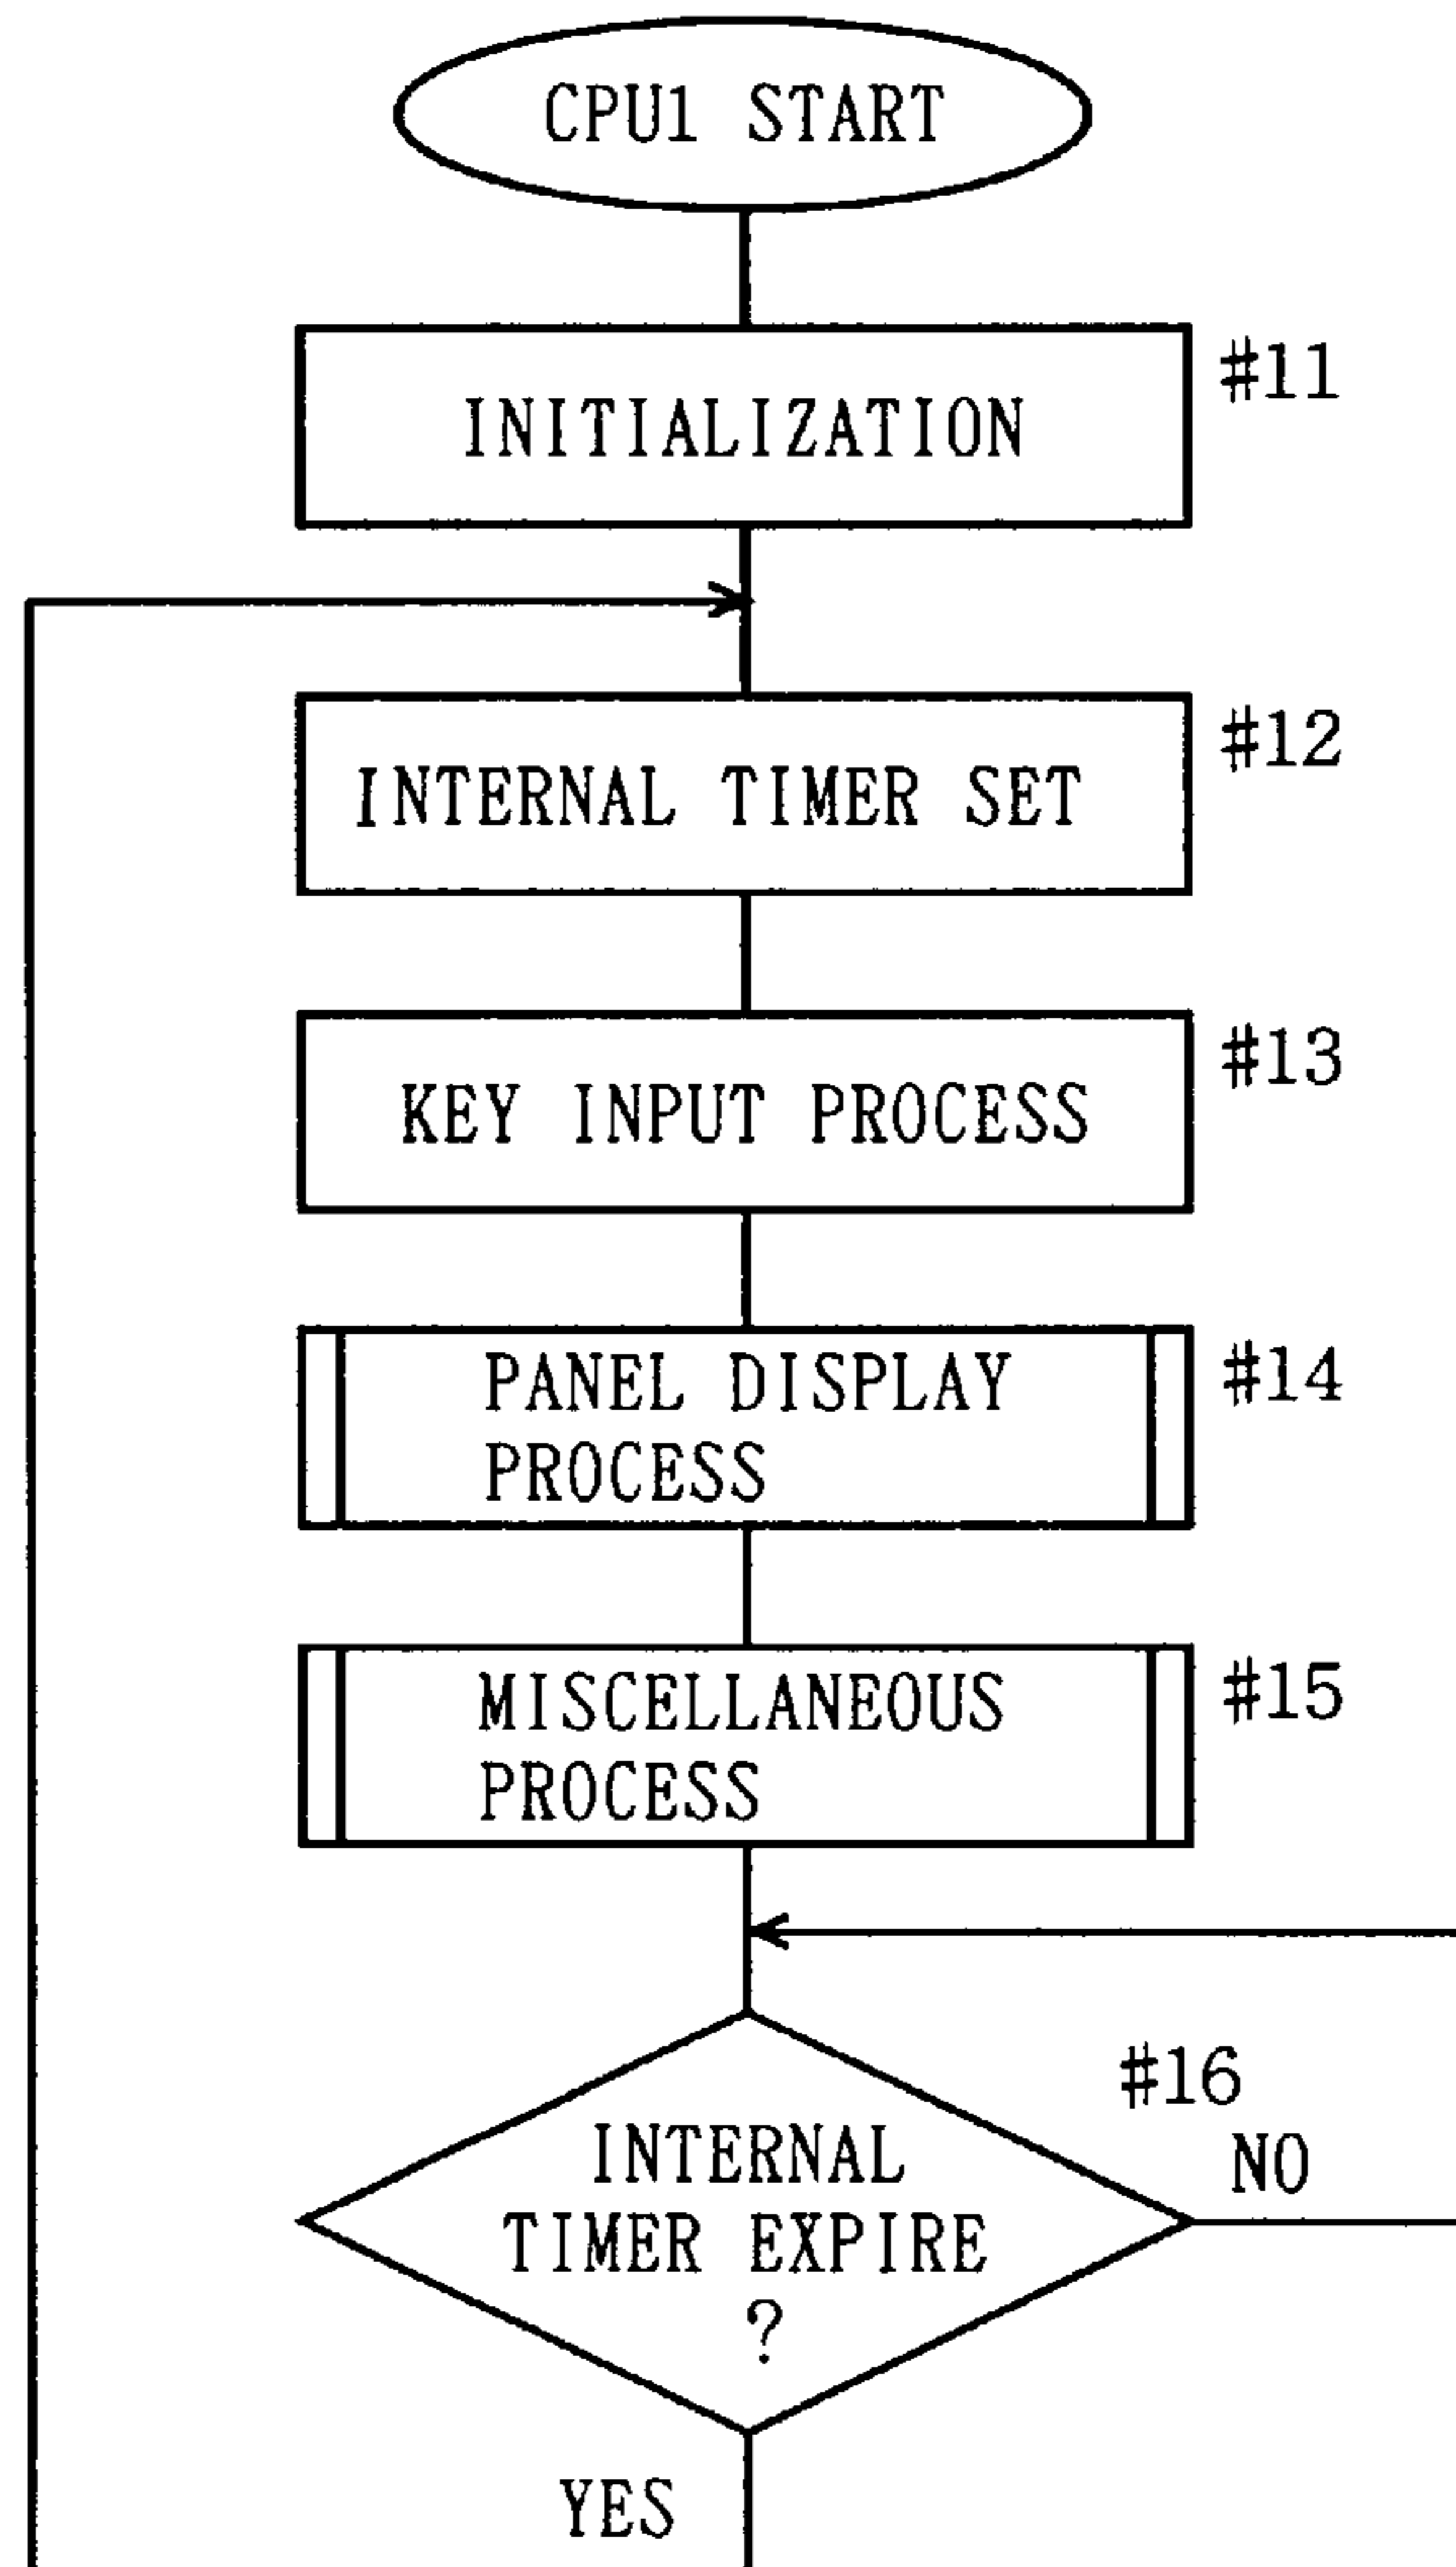 CPU1 START
#11
INITIALIZATION
#12
INTERNAL TIMER SET
#13
KEY INPUT PROCESS
#14
PANEL DISPLAY
PROCESS
#15
MISCELLANEOUS
PROCESS
#16
NO
INTERNAL
TIMER EXPIRE
?
YES